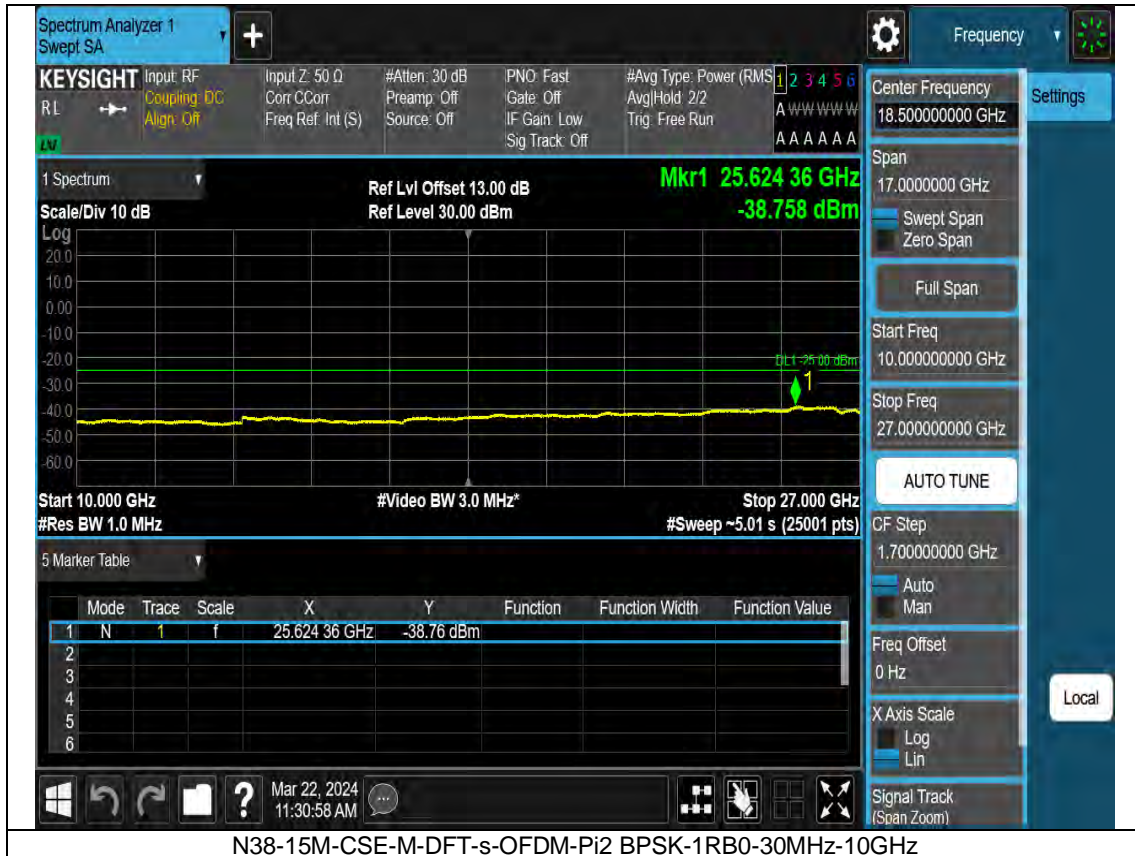 Spectrum Analyzer 1
Swept SA
+
Frequency
KEYSIGHT
RL
Input: RF
Coupling: DC
Align: Off
Input Z: 50 Ω
Corr CCorr
Freq Ref: Int (S)
#Atten: 30 dB
Preamp: Off
Source: Off
PNO: Fast
Gate: Off
IF Gain: Low
Sig Track: Off
#Avg Type: Power (RMS
Avg|Hold: 2/2
Trig: Free Run
1 2 3 4 5 6
A W W W W W
A A A A A A
Center Frequency
18.500000000 GHz
Settings
1 Spectrum
Scale/Div 10 dB
Ref Lvl Offset 13.00 dB
Ref Level 30.00 dBm
Mkr1 25.624 36 GHz
-38.758 dBm
Log
20.0
10.0
0.00
-10.0
-20.0
-30.0
-40.0
-50.0
-60.0
DL1 -25.00 dBm
1
Start 10.000 GHz
#Res BW 1.0 MHz
#Video BW 3.0 MHz*
Stop 27.000 GHz
#Sweep ~5.01 s (25001 pts)
Span
17.0000000 GHz
Swept Span
Zero Span
Full Span
Start Freq
10.000000000 GHz
Stop Freq
27.000000000 GHz
AUTO TUNE
CF Step
1.700000000 GHz
Auto
Man
Freq Offset
0 Hz
X Axis Scale
Log
Lin
Signal Track
(Span Zoom)
Local
5 Marker Table
Mode Trace Scale X Y Function Function Width Function Value
1 N 1 f 25.624 36 GHz -38.76 dBm
2
3
4
5
6
?
Mar 22, 2024
11:30:58 AM
N38-15M-CSE-M-DFT-s-OFDM-Pi2 BPSK-1RB0-30MHz-10GHz